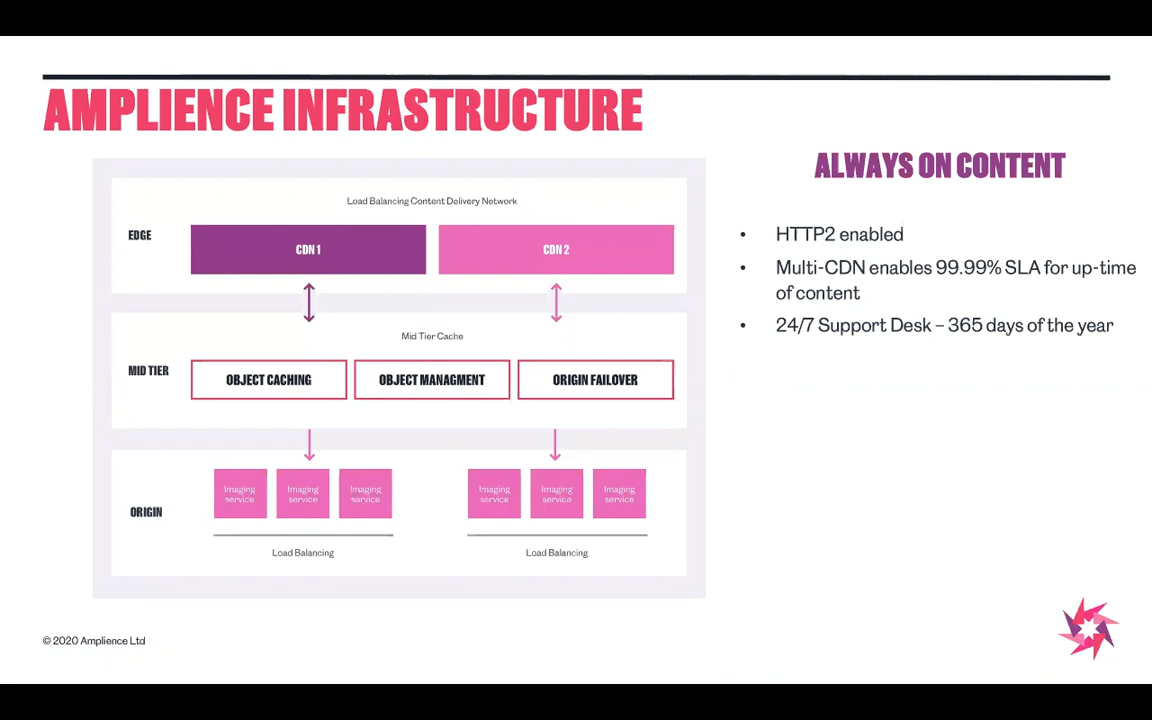 AMPLIENCE INFRASTRUCTURE
ALWAYS ON CONTENT
Load Balancing Content Delivery Network
EDGE
CDN 1
CDN 2
Mid Tier Cache
MID TIER
OBJECT CACHING
OBJECT MANAGMENT
ORIGIN FAILOVER
ORIGIN
Imaging
service
Imaging
service
Imaging
service
Imaging
service
Imaging
service
Imaging
service
Load Balancing
Load Balancing
• HTTP2 enabled
• Multi-CDN enables 99.99% SLA for up-time
of content
• 24/7 Support Desk – 365 days of the year
© 2020 Amplience Ltd